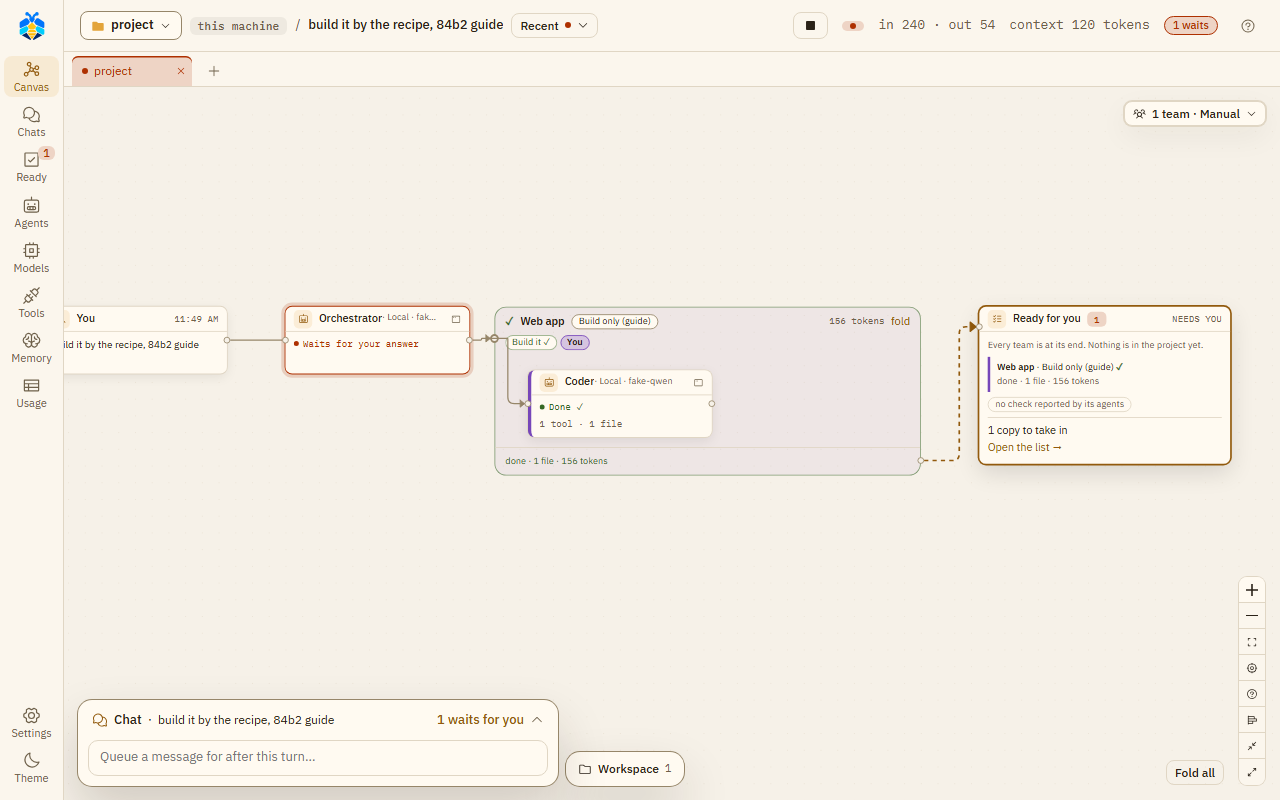 project
this machine / build it by the recipe, 84b2 guide
Recent
in 240 · out 54 context 120 tokens
1 waits
project
Canvas
Chats
Ready
1
Agents
Models
Tools
Memory
Usage
Settings
Theme
1 team · Manual
You
11:49 AM
ild it by the recipe, 84b2 guide
Orchestrator · Local · fak...
Waits for your answer
✓ Web app
Build only (guide)
156 tokens fold
Build it ✓
You
Coder · Local · fake-qwen
Done ✓
1 tool · 1 file
done · 1 file · 156 tokens
Ready for you 1
NEEDS YOU
Every team is at its end. Nothing is in the project yet.
Web app · Build only (guide) ✓
done · 1 file · 156 tokens
no check reported by its agents
1 copy to take in
Open the list →
Chat · build it by the recipe, 84b2 guide
1 waits for you
Queue a message for after this turn...
Workspace 1
Fold all